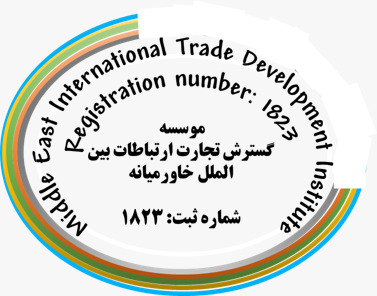 Middle East International Trade Development Institute
Registration number: 1823
موسسه
گسترش تجارت ارتباطات بین
الملل خاورمیانه
شماره ثبت: ۱۸۲۳